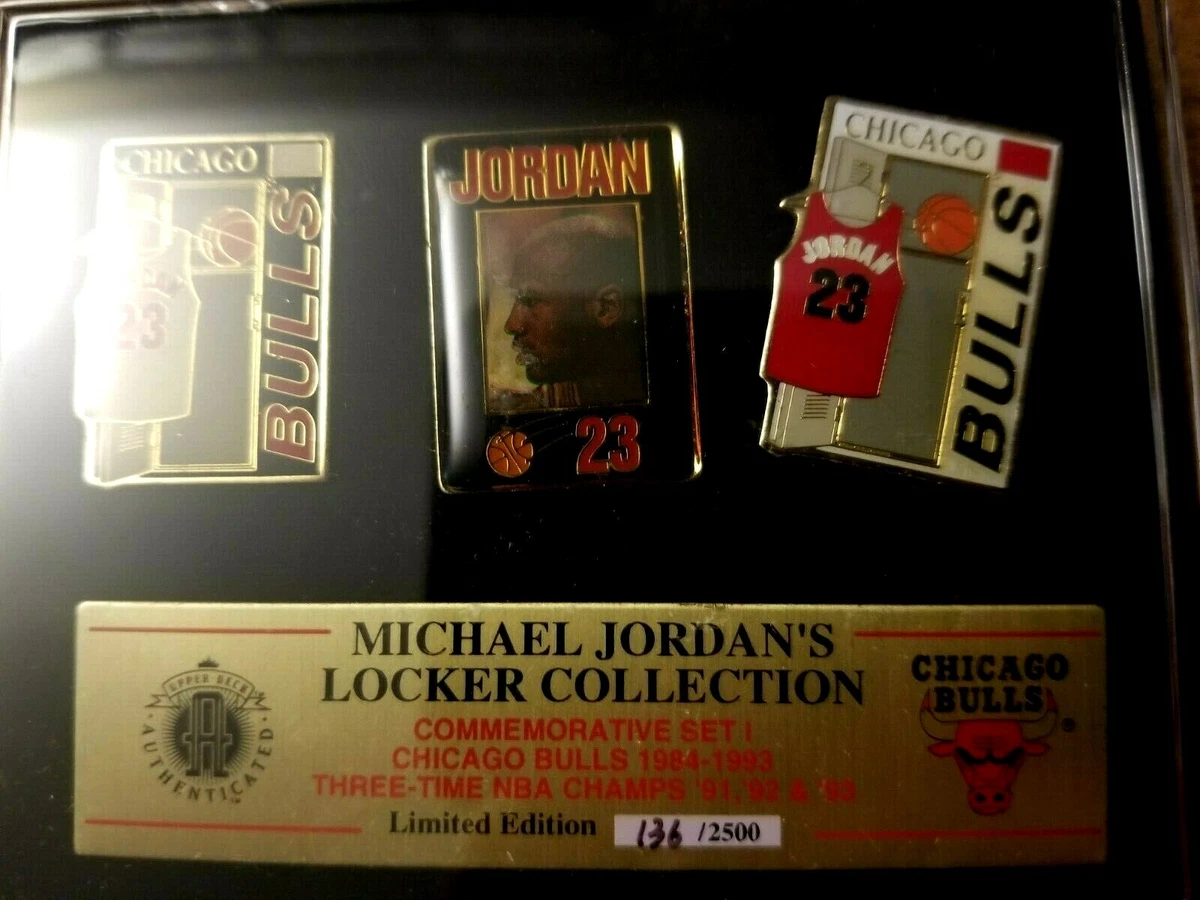 CHICAGO
BULLS
23
JORDAN
23
CHICAGO
BULLS
JORDAN
23
MICHAEL JORDAN'S
LOCKER COLLECTION
COMMEMORATIVE SET I
CHICAGO BULLS 1984-1993
THREE-TIME NBA CHAMPS '91, '92 & '93
Limited Edition 136 /2500
UPPER DECK
AUTHENTICATED
TM
CHICAGO
BULLS
®